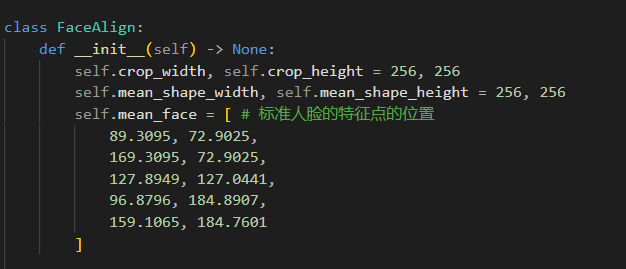 class FaceAlign:
    def __init__(self) -> None:
        self.crop_width, self.crop_height = 256, 256
        self.mean_shape_width, self.mean_shape_height = 256, 256
        self.mean_face = [ # 标准人脸的特征点的位置
            89.3095, 72.9025,
            169.3095, 72.9025,
            127.8949, 127.0441,
            96.8796, 184.8907,
            159.1065, 184.7601
        ]